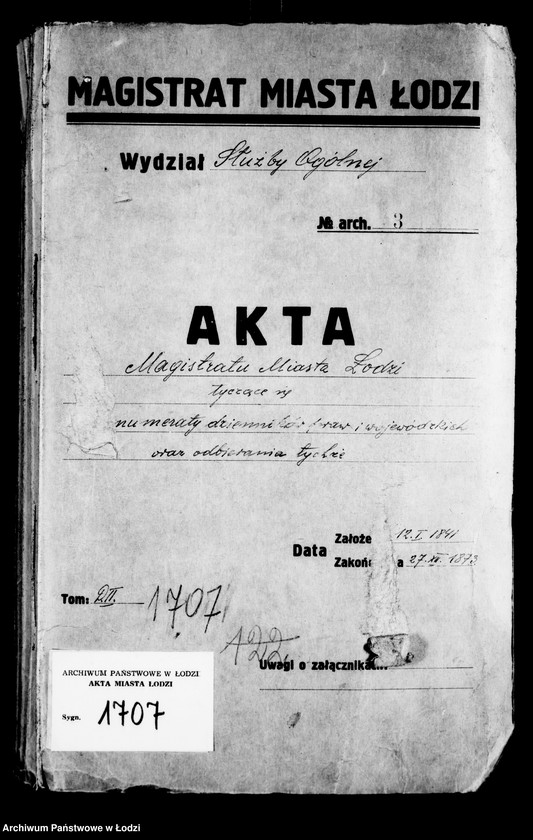 MAGISTRAT MIASTA ŁODZI
Wydział Służby Ogólnej
№ arch. 3
AKTA
Magistratu Miasta Łodzi
tyczące się
numeraty dzienników praw i wojewódzkich
oraz odbierania tychże
Data
Założe 12.I. 1841
Zakoń a 27.XII. 1873
Tom:
1707
122
Uwagi o załącznikach:
ARCHIWUM PAŃSTWOWE W ŁODZI
AKTA MIASTA ŁODZI
Sygn. 1707
Archiwum Państwowe w Łodzi